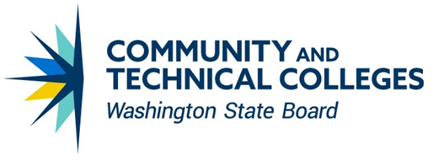 COMMUNITY AND
TECHNICAL COLLEGES
Washington State Board